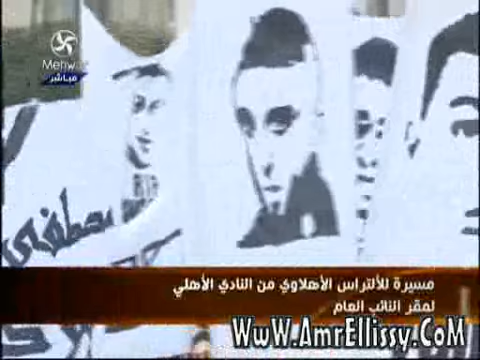 Mehwar
مباشر
مصطفى
مسيرة للألتراس الأهلاوي من النادي الأهلي
لمقر النائب العام
WwW.AmrEllissy.CoM